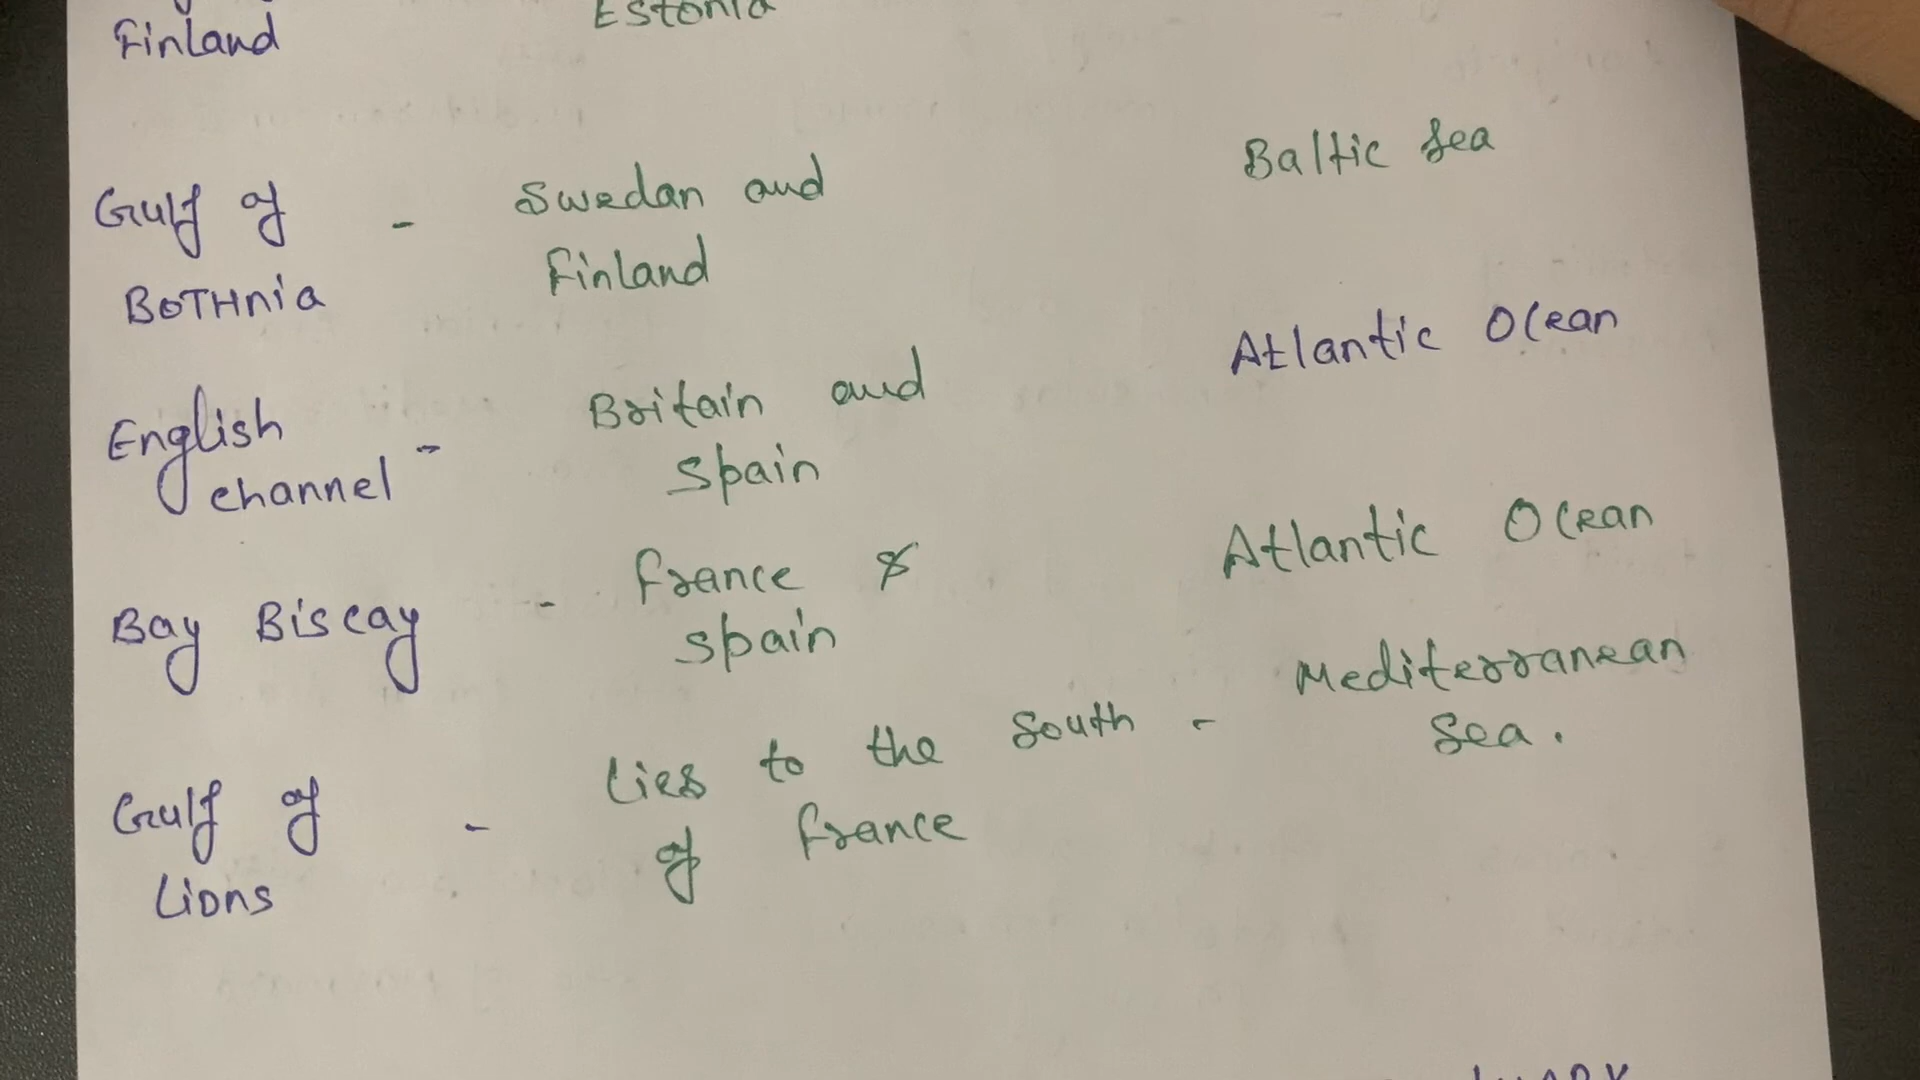 Estonia
Finland
Baltic Sea
Gulf of - Swedan and
BOTHnia Finland
Atlantic Ocean
English - Britain and
channel Spain
Atlantic Ocean
Bay Biscay - France &
Spain
Mediterranean
Gulf of - Lies to the South - Sea.
Lions of France